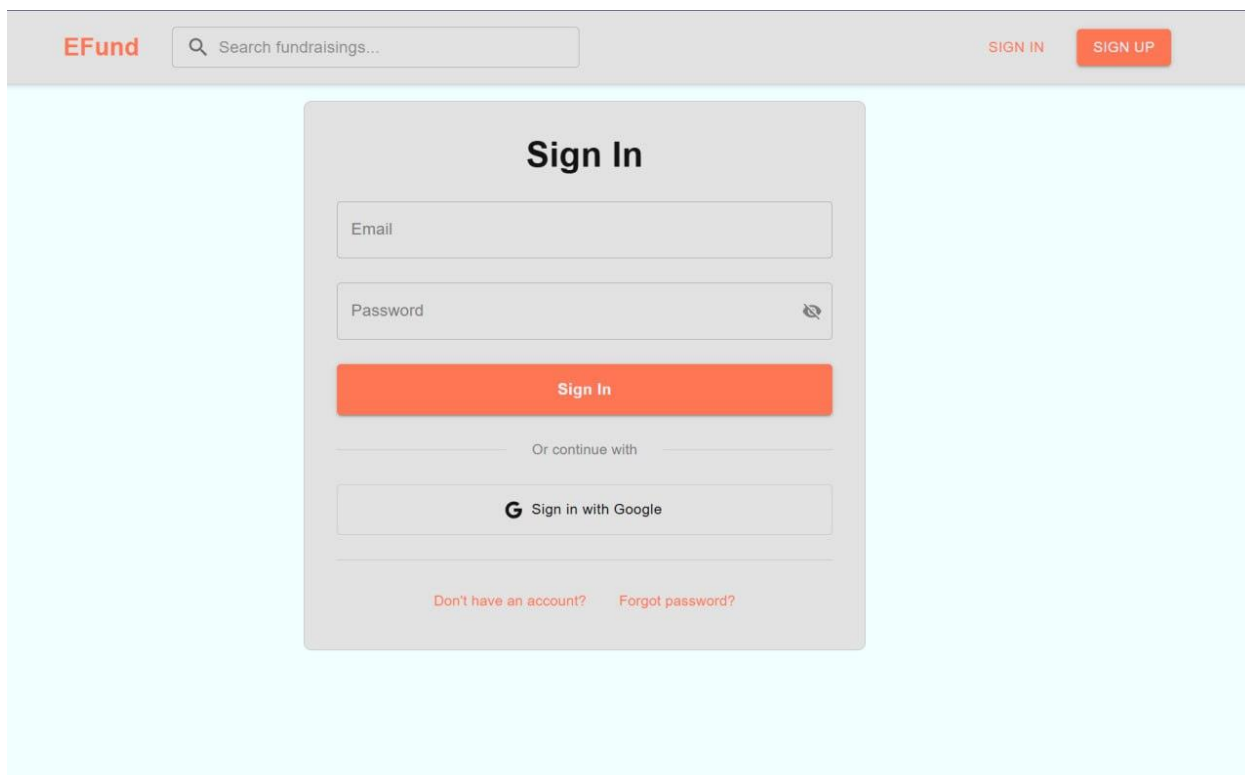 EFund
Search fundraisings...
SIGN IN
SIGN UP
Sign In
Email
Password
Sign In
Or continue with
Sign in with Google
Don't have an account?
Forgot password?